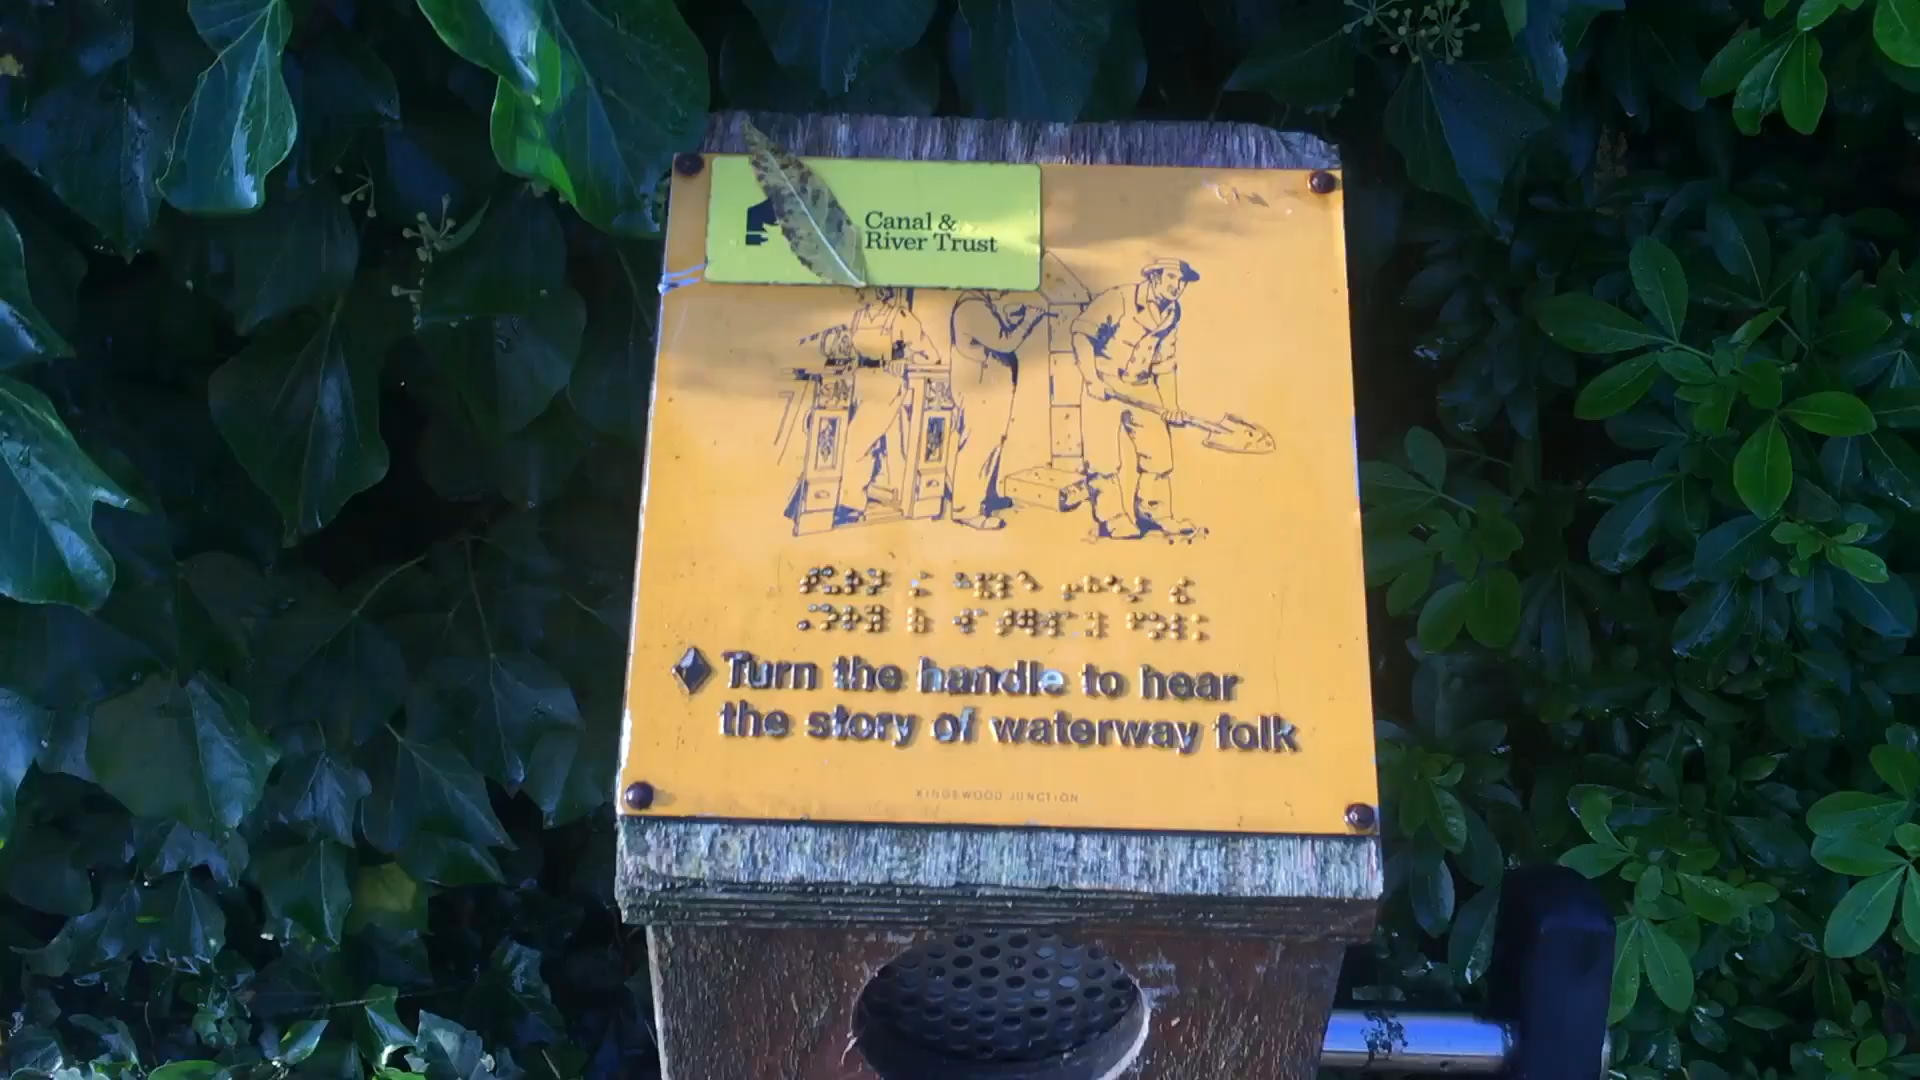 Canal &
River Trust
Turn the handle to hear
the story of waterway folk
KINGSWOOD JUNCTION